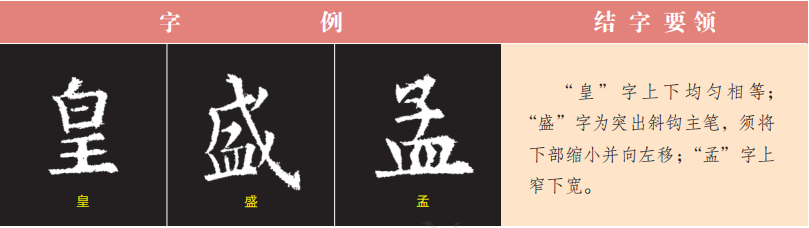 字 例 结 字 要 领
皇 盛 孟
皇 盛 孟
“皇”字上下均匀相等；
“盛”字为突出斜钩主笔，须将
下部缩小并向左移；“孟”字上
窄下宽。